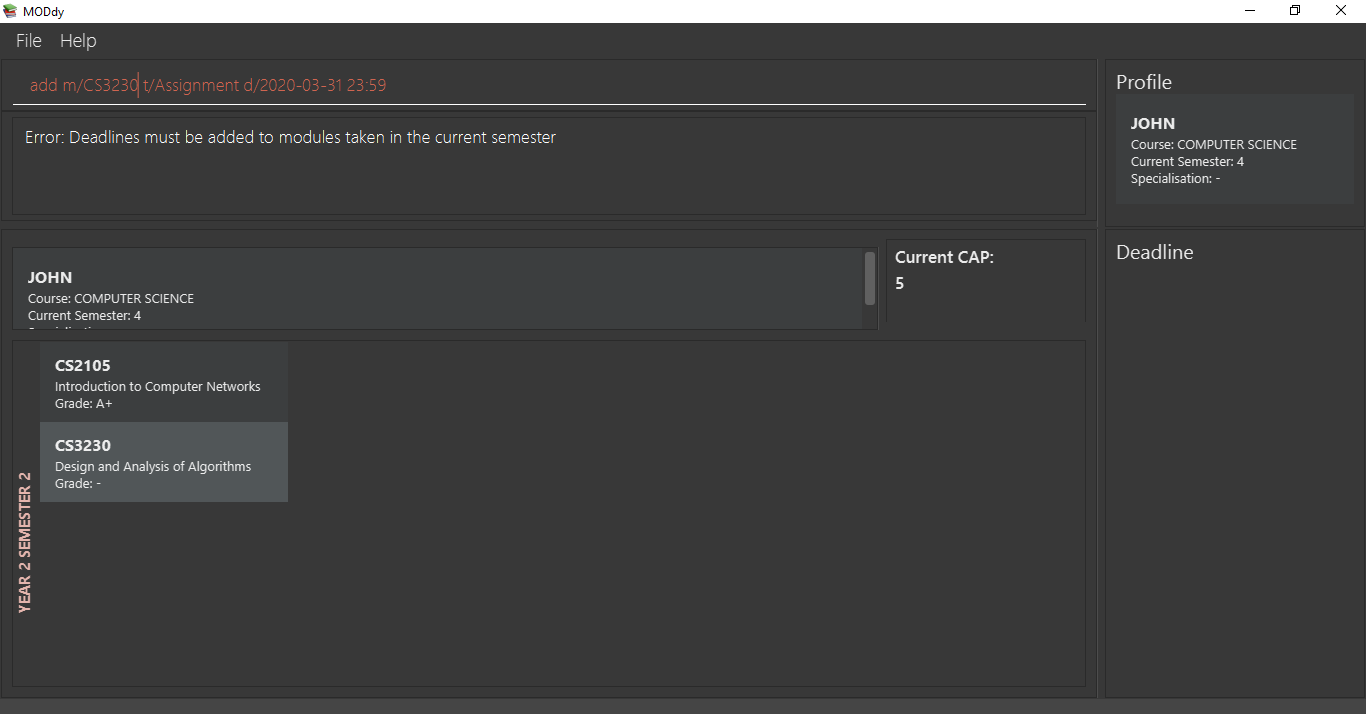 MODdy
File Help
add m/CS3230 t/Assignment d/2020-03-31 23:59
Error: Deadlines must be added to modules taken in the current semester
Profile
JOHN
Course: COMPUTER SCIENCE
Current Semester: 4
Specialisation: -
JOHN
Course: COMPUTER SCIENCE
Current Semester: 4
Current CAP:
5
Deadline
YEAR 2 SEMESTER 2
CS2105
Introduction to Computer Networks
Grade: A+
CS3230
Design and Analysis of Algorithms
Grade: -